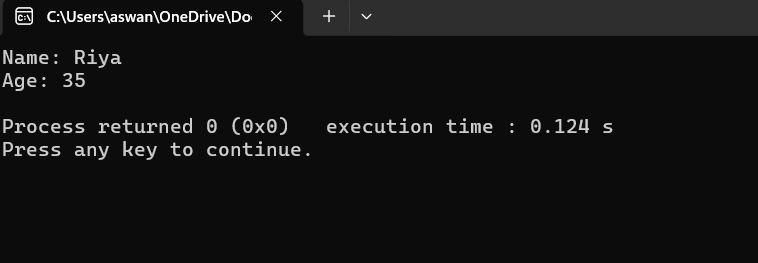 C:\Users\aswan\OneDrive\Do
Name: Riya
Age: 35
Process returned 0 (0x0)   execution time : 0.124 s
Press any key to continue.